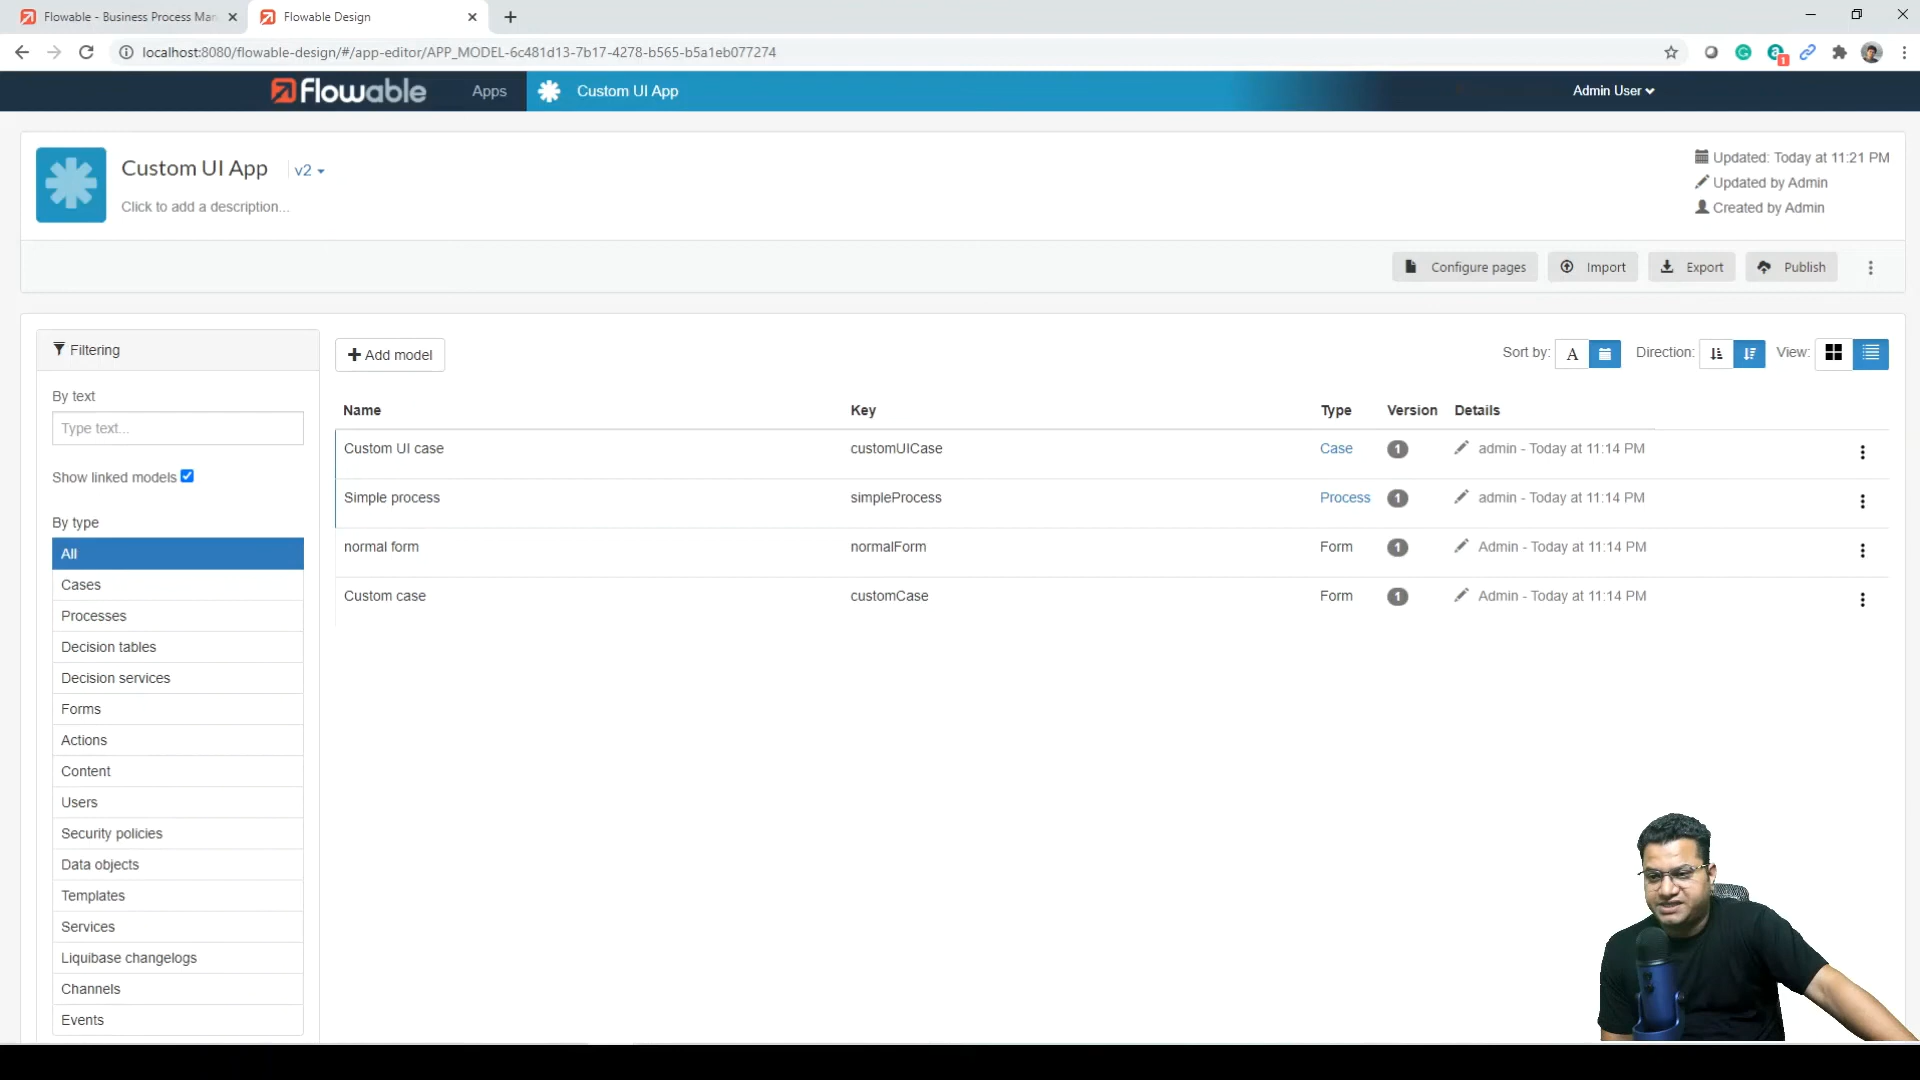 Flowable - Business Process Man
Flowable Design
localhost:8080/flowable-design/#/app-editor/APP_MODEL-6c481d13-7b17-4278-b565-b5a1eb077274
1
flowable
Apps
Custom UI App
Admin User
Custom UI App
v2
Click to add a description...
Updated: Today at 11:21 PM
Updated by Admin
Created by Admin
Configure pages
Import
Export
Publish
Filtering
Add model
Sort by:
A
Direction:
View:
By text
Type text...
Show linked models
By type
All
Cases
Processes
Decision tables
Decision services
Forms
Actions
Content
Users
Security policies
Data objects
Templates
Services
Liquibase changelogs
Channels
Events
Name Key Type Version Details
Custom UI case customUICase Case 1 admin - Today at 11:14 PM
Simple process simpleProcess Process 1 admin - Today at 11:14 PM
normal form normalForm Form 1 Admin - Today at 11:14 PM
Custom case customCase Form 1 Admin - Today at 11:14 PM